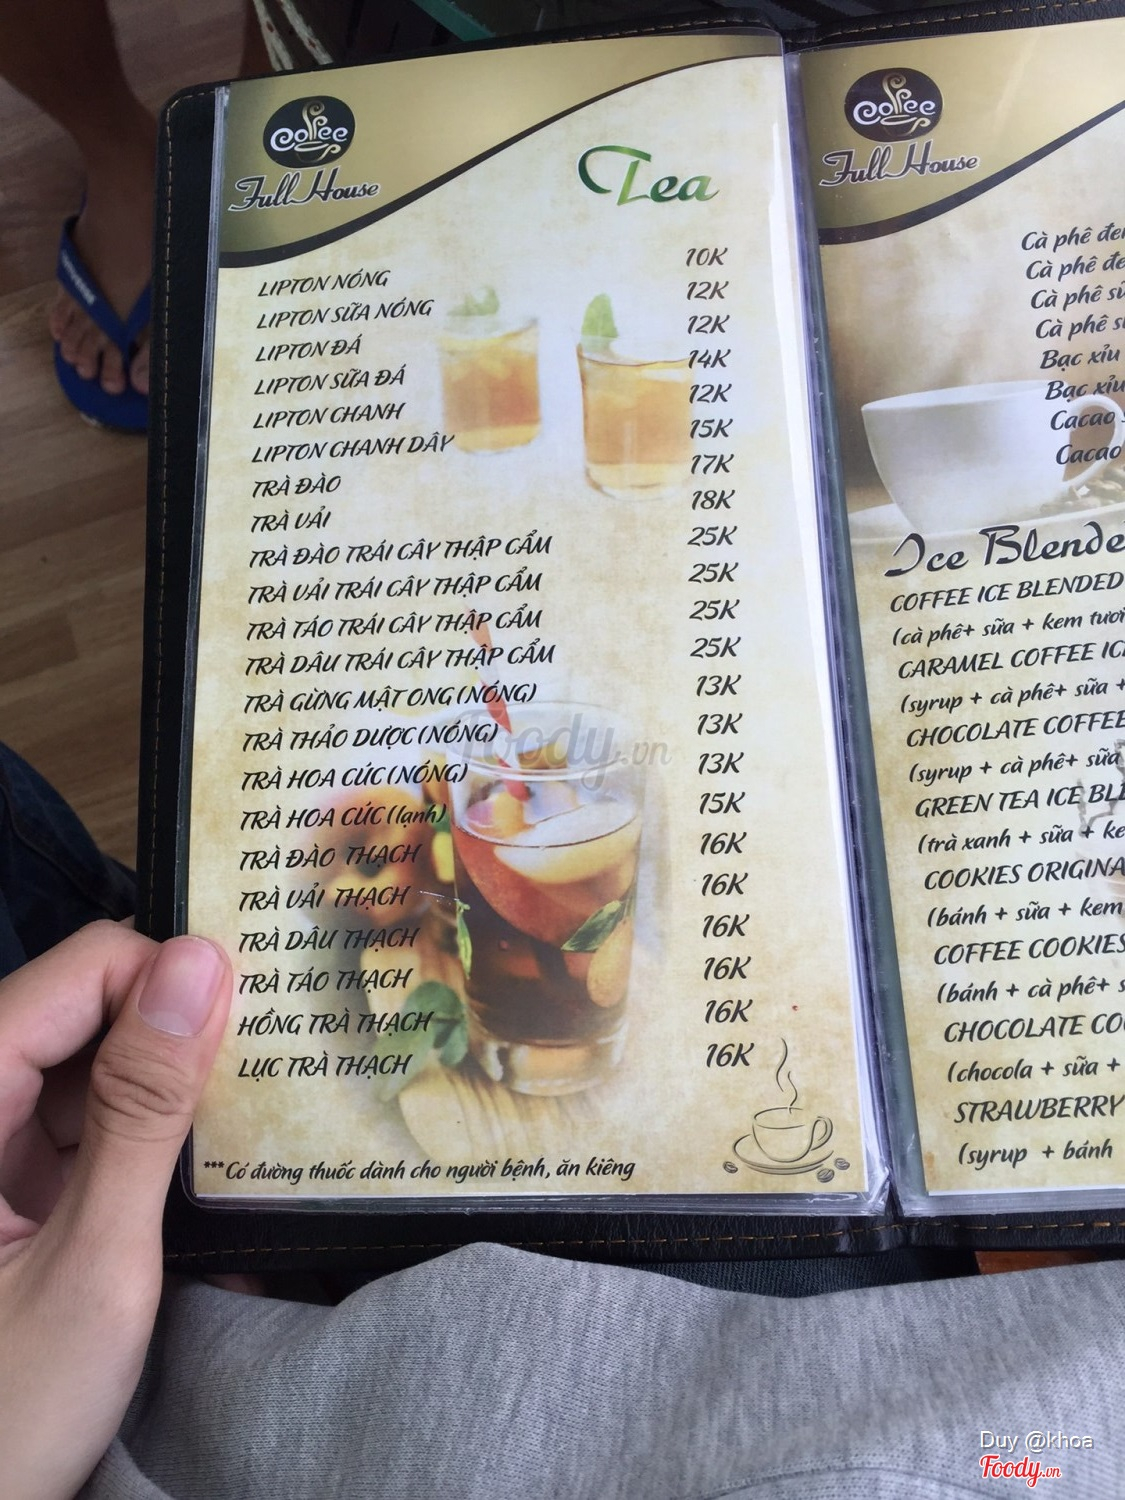 Coffee
Full House
Tea
LIPTON NÓNG 10K
LIPTON SỮA NÓNG 12K
LIPTON ĐÁ 12K
LIPTON SỮA ĐÁ 14K
LIPTON CHANH 12K
LIPTON CHANH DÂY 15K
TRÀ ĐÀO 17K
TRÀ VẢI 18K
TRÀ ĐÀO TRÁI CÂY THẬP CẨM 25K
TRÀ VẢI TRÁI CÂY THẬP CẨM 25K
TRÀ TÁO TRÁI CÂY THẬP CẨM 25K
TRÀ DÂU TRÁI CÂY THẬP CẨM 25K
TRÀ GỪNG MẬT ONG (NÓNG) 13K
TRÀ THẢO DƯỢC (NÓNG) 13K
TRÀ HOA CÚC (NÓNG) 13K
TRÀ HOA CÚC (lạnh) 15K
TRÀ ĐÀO THẠCH 16K
TRÀ VẢI THẠCH 16K
TRÀ DÂU THẠCH 16K
TRÀ TÁO THẠCH 16K
HỒNG TRÀ THẠCH 16K
LỤC TRÀ THẠCH 16K
***Có đường thuốc dành cho người bệnh, ăn kiêng
Coffee
Full House
Cà phê
Cà phê
Cà phê
Cà phê
Bạc xỉu
Bạc xỉu
Cacao
Cacao
Ice Blende
COFFEE ICE BLENDED
(cà phê+ sữa + kem
CARAMEL COFFEE
(syrup + cà phê+ sữa +
CHOCOLATE COFFEE
(syrup + cà phê+ sữa
GREEN TEA ICE
(trà xanh + sữa +
COOKIES ORIGINA
(bánh + sữa + kem
COFFEE COOKIES
(bánh + cà phê+
CHOCOLATE
(chocola + sữa +
STRAWBERRY
(syrup + bánh
Foody.vn
Duy @khoa
Foody.vn